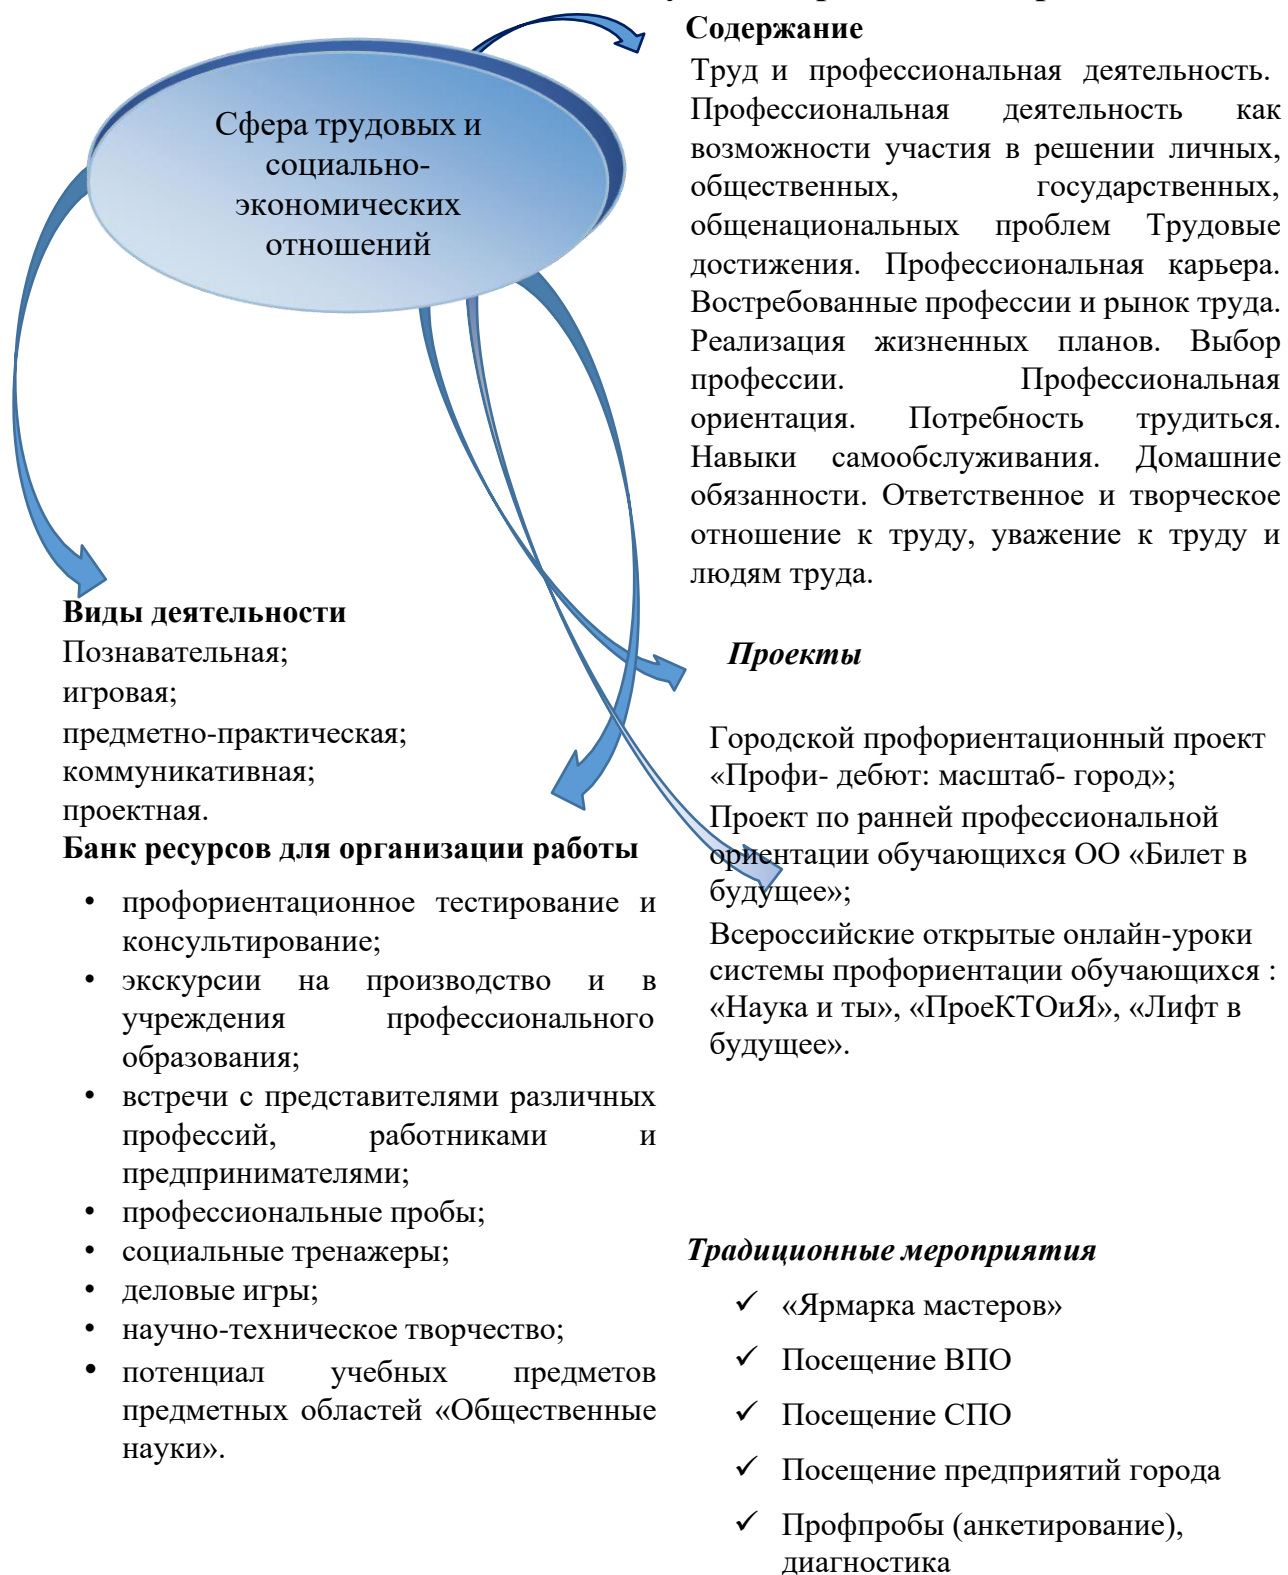 Содержание
Труд и профессиональная деятельность.
Профессиональная деятельность как
возможности участия в решении личных,
общественных, государственных,
общенациональных проблем Трудовые
достижения. Профессиональная карьера.
Востребованные профессии и рынок труда.
Реализация жизненных планов. Выбор
профессии. Профессиональная
ориентация. Потребность трудиться.
Навыки самообслуживания. Домашние
обязанности. Ответственное и творческое
отношение к труду, уважение к труду и
людям труда.
Сфера трудовых и
социально-
экономических
отношений
Виды деятельности
Познавательная;
игровая;
предметно-практическая;
коммуникативная;
проектная.
Банк ресурсов для организации работы
• профориентационное тестирование и
консультирование;
• экскурсии на производство и в
учреждения профессионального
образования;
• встречи с представителями различных
профессий, работниками и
предпринимателями;
• профессиональные пробы;
• социальные тренажеры;
• деловые игры;
• научно-техническое творчество;
• потенциал учебных предметов
предметных областей «Общественные
науки».
Проекты
Городской профориентационный проект
«Профи- дебют: масштаб- город»;
Проект по ранней профессиональной
ориентации обучающихся ОО «Билет в
будущее»;
Всероссийские открытые онлайн-уроки
системы профориентации обучающихся :
«Наука и ты», «ПроеКТОиЯ», «Лифт в
будущее».
Традиционные мероприятия
✓ «Ярмарка мастеров»
✓ Посещение ВПО
✓ Посещение СПО
✓ Посещение предприятий города
✓ Профпробы (анкетирование),
диагностика